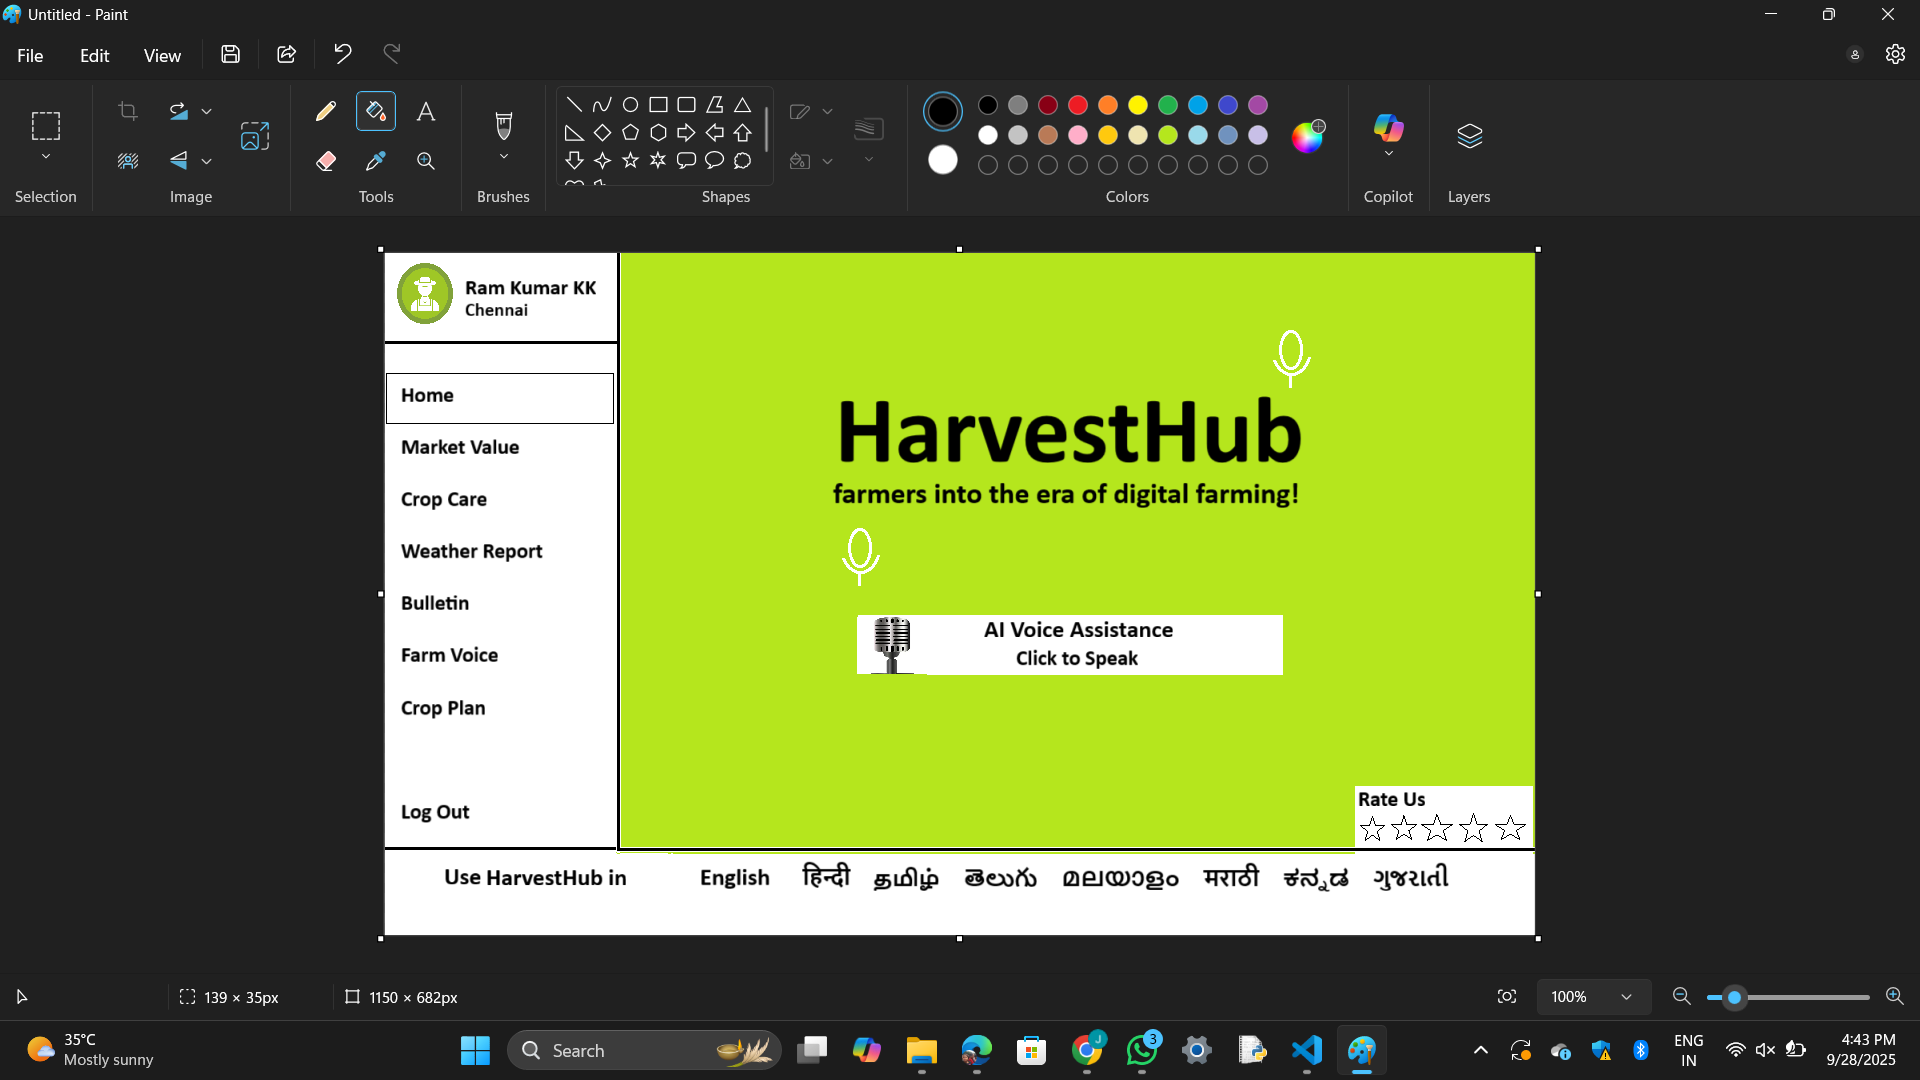 Untitled - Paint
File Edit View
Selection Image Tools Brushes Shapes Colors Copilot Layers
Ram Kumar KK
Chennai
Home
Market Value
Crop Care
Weather Report
Bulletin
Farm Voice
Crop Plan
Log Out
HarvestHub
farmers into the era of digital farming!
AI Voice Assistance
Click to Speak
Rate Us
Use HarvestHub in English हिन्दी தமிழ் తెలుగు മലയാളം मराठी ಕನ್ನಡ ગુજરાતી
139 × 35px 1150 × 682px 100%
35°C
Mostly sunny
Search
J
3
ENG
IN
4:43 PM
9/28/2025